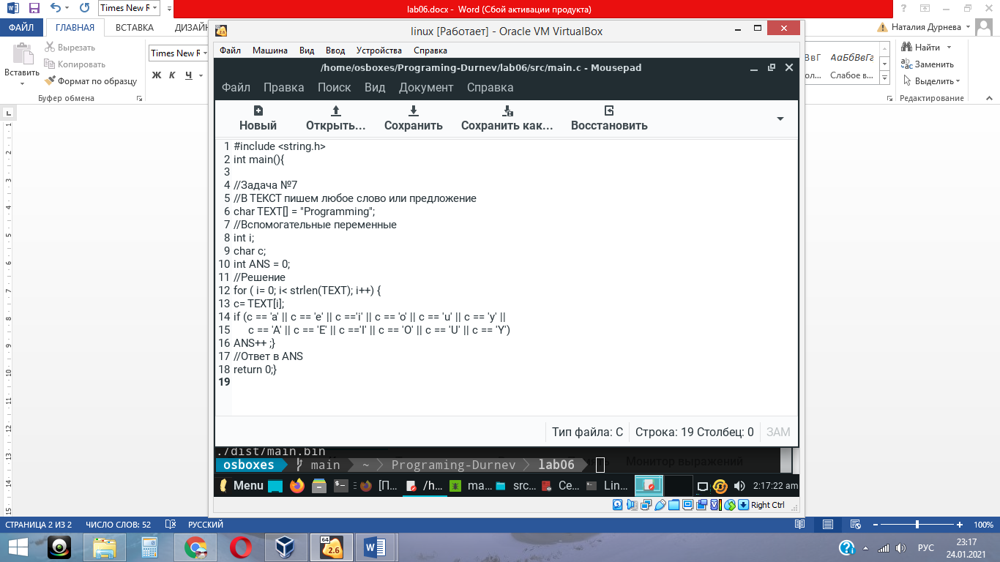 Times New R
lab06.docx - Word (Сбой активации продукта)
ФАЙЛ ГЛАВНАЯ ВСТАВКА ДИЗАЙН
Наталия Дурнева
Вставить
Вырезать
Копировать
Формат по образцу
Буфер обмена
Times New R
Ж К Ч
АаБбВвГг
Слабое в...
Найти
Заменить
Выделить
Редактирование
linux [Работает] - Oracle VM VirtualBox
Файл Машина Вид Ввод Устройства Справка
/home/osboxes/Programing-Durnev/lab06/src/main.c - Mousepad
Файл Правка Поиск Вид Документ Справка
Новый Открыть... Сохранить Сохранить как... Восстановить
1 #include <string.h>
2 int main(){
3
4 //Задача №7
5 //В ТЕКСТ пишем любое слово или предложение
6 char TEXT[] = "Programming";
7 //Вспомогательные переменные
8 int i;
9 char c;
10 int ANS = 0;
11 //Решение
12 for ( i= 0; i< strlen(TEXT); i++) {
13 c= TEXT[i];
14 if (c == 'a' || c == 'e' || c =='i' || c == 'o' || c == 'u' || c == 'y' ||
15 c == 'A' || c == 'E' || c =='I' || c == 'O' || c == 'U' || c == 'Y')
16 ANS++ ;}
17 //Ответ в ANS
18 return 0;}
19
Тип файла: C Строка: 19 Столбец: 0 ЗАМ
./dist/main.bin
osboxes main ~ Programing-Durnev lab06
Монитор выражений
Menu [П... /h... ma... src... Ce... Lin... 2:17:22 am
Right Ctrl
СТРАНИЦА 2 ИЗ 2 ЧИСЛО СЛОВ: 52 РУССКИЙ 100%
РУС
23:17
24.01.2021